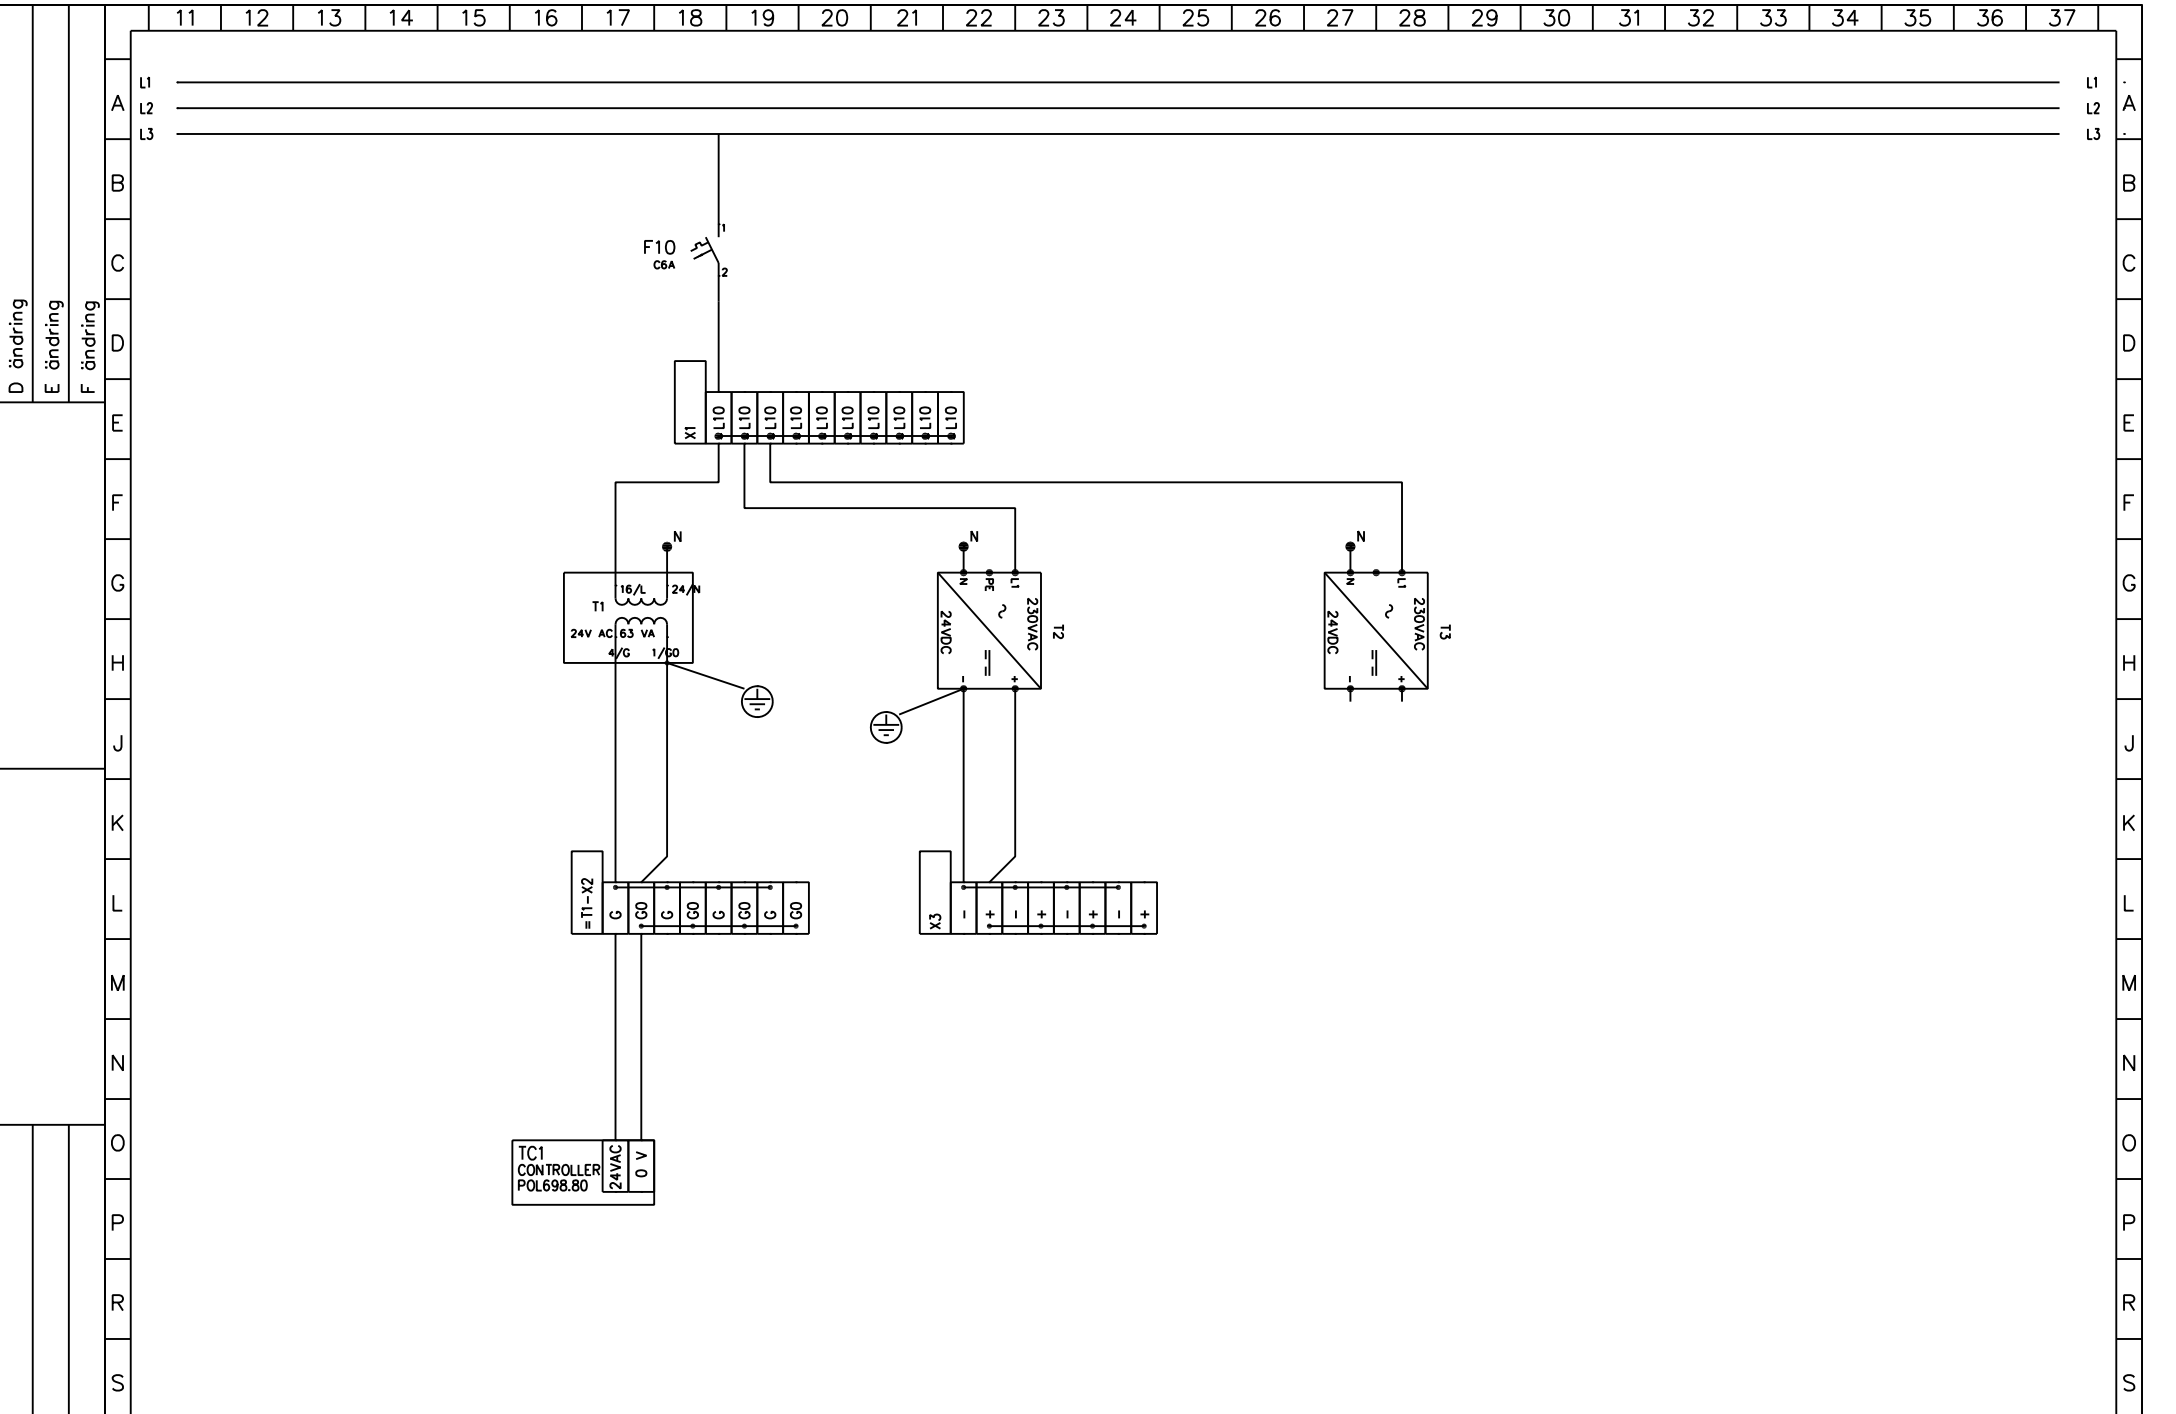 11 12 13 14 15 16 17 18 19 20 21 22 23 24 25 26 27 28 29 30 31 32 33 34 35 36 37
L1 L1
A L2 L2 A
L3 L3
B B
1
F10
C C
C6A
2
D ändring
E ändring
F ändring
D D
X1 L10 L10 L10 L10 L10 L10 L10 L10 L10 L10
E E
F F
N N N
G G
16/L 24/N
T1
24V AC 63 VA
4/G 1/G0
N PE L1
230VAC
24VDC
T2
- +
N L1
230VAC
24VDC
T3
- +
H H
J J
K K
=T1-X2 G G0 G G0 G G0 G G0
X3 - + - + - + - +
L L
M M
N N
O O
TC1
CONTROLLER
POL698.80
24VAC
0 V
P P
R R
S S